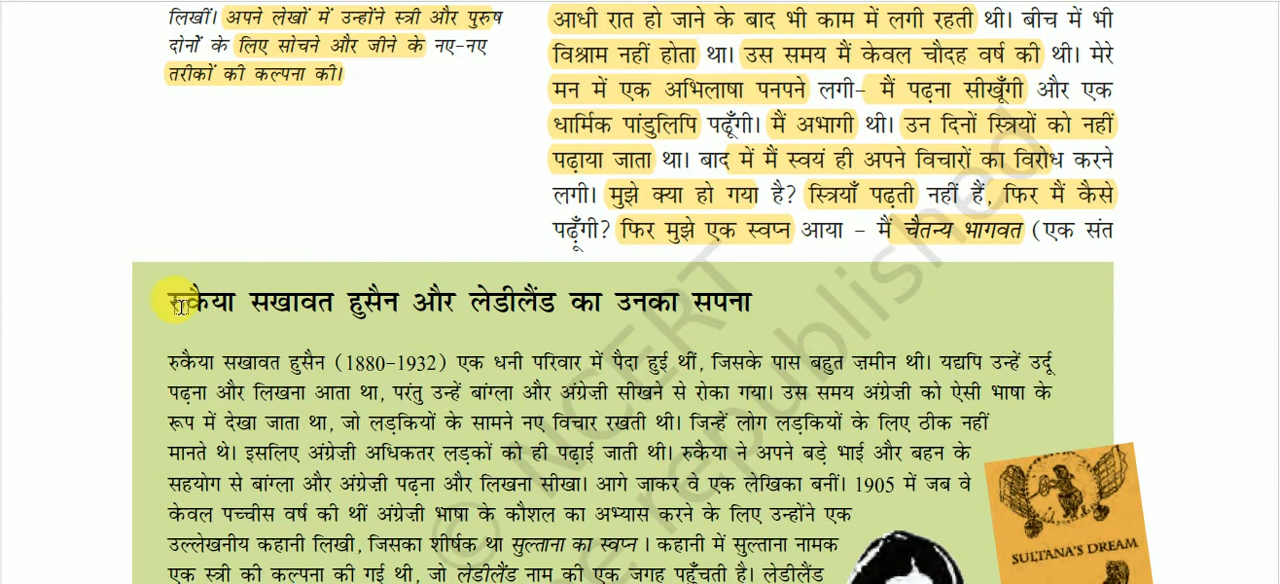 लिखीं। अपने लेखों में उन्होंने स्त्री और पुरुष
दोनों के लिए सोचने और जीने के नए-नए
तरीकों की कल्पना की।
आधी रात हो जाने के बाद भी काम में लगी रहती थी। बीच में भी
विश्राम नहीं होता था। उस समय मैं केवल चौदह वर्ष की थी। मेरे
मन में एक अभिलाषा पनपने लगी- मैं पढ़ना सीखूँगी और एक
धार्मिक पांडुलिपि पढ़ूँगी। मैं अभागी थी। उन दिनों स्त्रियों को नहीं
पढ़ाया जाता था। बाद में मैं स्वयं ही अपने विचारों का विरोध करने
लगी। मुझे क्या हो गया है? स्त्रियाँ पढ़ती नहीं हैं, फिर मैं कैसे
पढ़ूँगी? फिर मुझे एक स्वप्न आया - मैं चैतन्य भागवत (एक संत
रुकैया सखावत हुसैन और लेडीलैंड का उनका सपना
रुकैया सखावत हुसैन (1880-1932) एक धनी परिवार में पैदा हुई थीं, जिसके पास बहुत ज़मीन थी। यद्यपि उन्हें उर्दू
पढ़ना और लिखना आता था, परंतु उन्हें बांग्ला और अंग्रेज़ी सीखने से रोका गया। उस समय अंग्रेज़ी को ऐसी भाषा के
रूप में देखा जाता था, जो लड़कियों के सामने नए विचार रखती थी। जिन्हें लोग लड़कियों के लिए ठीक नहीं
मानते थे। इसलिए अंग्रेज़ी अधिकतर लड़कों को ही पढ़ाई जाती थी। रुकैया ने अपने बड़े भाई और बहन के
सहयोग से बांग्ला और अंग्रेज़ी पढ़ना और लिखना सीखा। आगे जाकर वे एक लेखिका बनीं। 1905 में जब वे
केवल पच्चीस वर्ष की थीं अंग्रेज़ी भाषा के कौशल का अभ्यास करने के लिए उन्होंने एक
उल्लेखनीय कहानी लिखी, जिसका शीर्षक था सुल्ताना का स्वप्न। कहानी में सुल्ताना नामक
एक स्त्री की कल्पना की गई थी, जो लेडीलैंड नाम की एक जगह पहुँचती है। लेडीलैंड
SULTANA'S DREAM
© NCERT
be republished